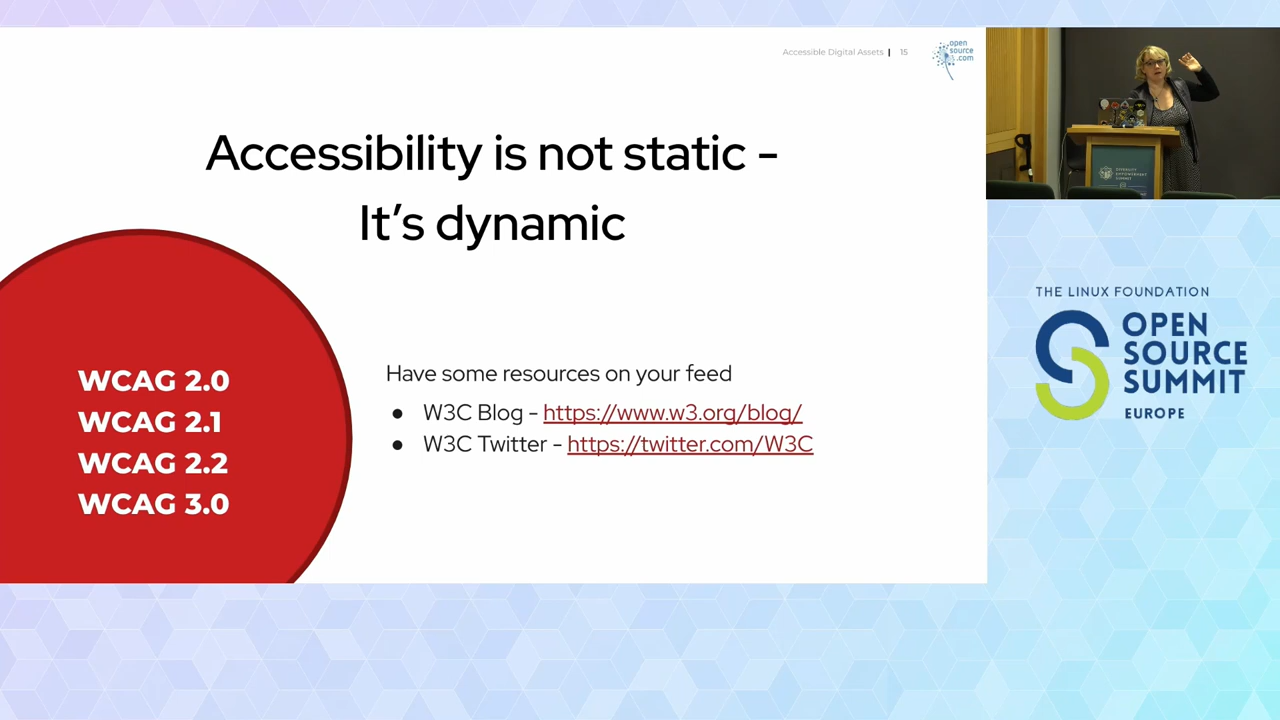 Accessible Digital Assets | 15
open
source
.com
Accessibility is not static -
It’s dynamic
WCAG 2.0
WCAG 2.1
WCAG 2.2
WCAG 3.0
Have some resources on your feed
● W3C Blog - https://www.w3.org/blog/
● W3C Twitter - https://twitter.com/W3C
THE LINUX FOUNDATION
OPEN
SOURCE
SUMMIT
EUROPE